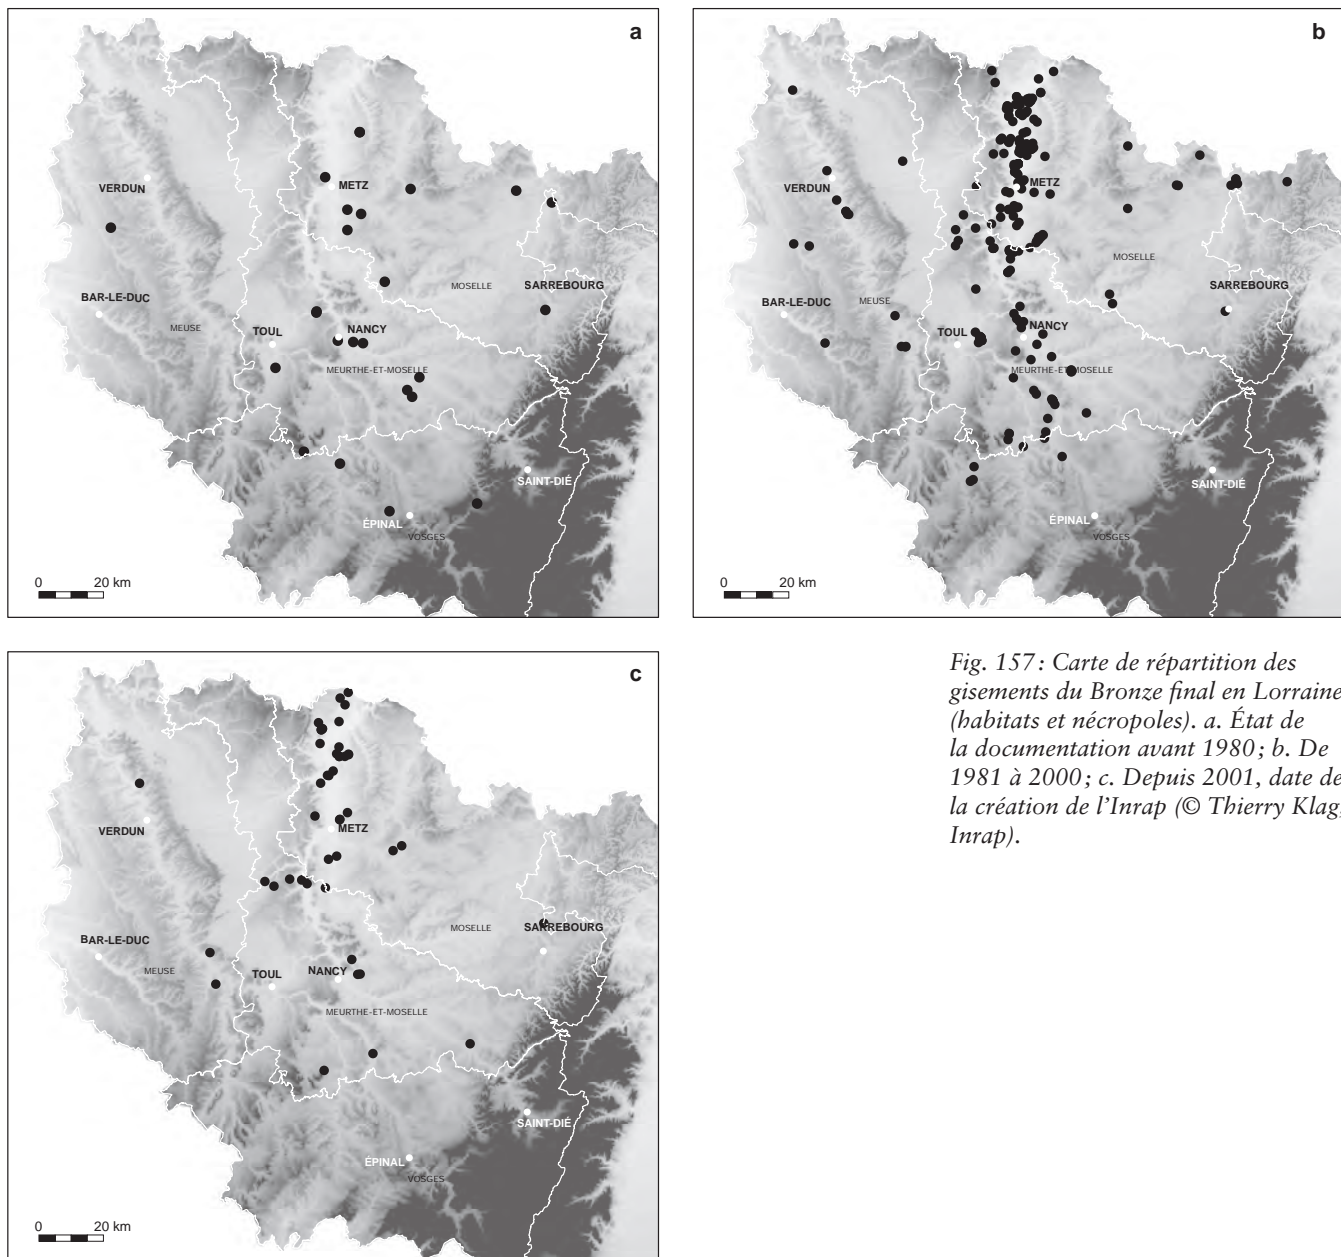 a
VERDUN
METZ
BAR-LE-DUC
MEUSE
TOUL
NANCY
MOSELLE
SARREBOURG
MEURTHE-ET-MOSELLE
SAINT-DIÉ
ÉPINAL
VOSGES
0 20 km
b
VERDUN
METZ
BAR-LE-DUC
MEUSE
TOUL
NANCY
MOSELLE
SARREBOURG
MEURTHE-ET-MOSELLE
SAINT-DIÉ
ÉPINAL
VOSGES
0 20 km
c
VERDUN
METZ
BAR-LE-DUC
MEUSE
TOUL
NANCY
MOSELLE
SARREBOURG
MEURTHE-ET-MOSELLE
SAINT-DIÉ
ÉPINAL
VOSGES
0 20 km
Fig. 157 : Carte de répartition des
gisements du Bronze final en Lorraine
(habitats et nécropoles). a. État de
la documentation avant 1980 ; b. De
1981 à 2000 ; c. Depuis 2001, date de
la création de l'Inrap (© Thierry Klag,
Inrap).